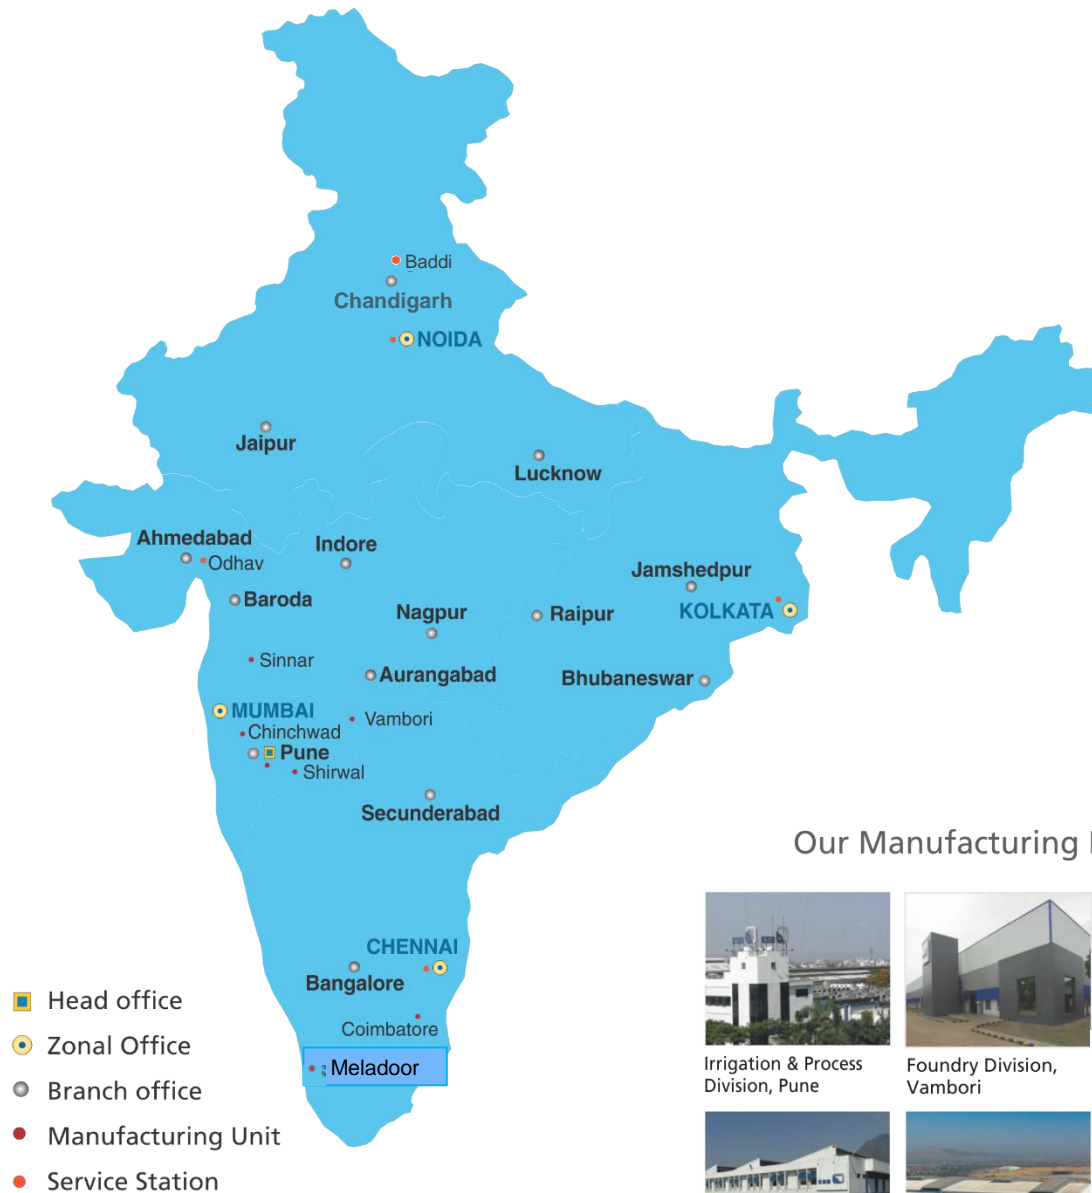 Baddi
Chandigarh
NOIDA
Jaipur
Lucknow
Ahmedabad
Odhav
Indore
Baroda
Jamshedpur
KOLKATA
Nagpur
Raipur
Sinnar
Aurangabad
Bhubaneswar
MUMBAI
Vambori
Chinchwad
Pune
Shirwal
Secunderabad
CHENNAI
Bangalore
Coimbatore
Meladoor
Head office
Zonal Office
Branch office
Manufacturing Unit
Service Station
Our Manufacturing
KSB
Irrigation & Process
Division, Pune
Foundry Division,
Vambori